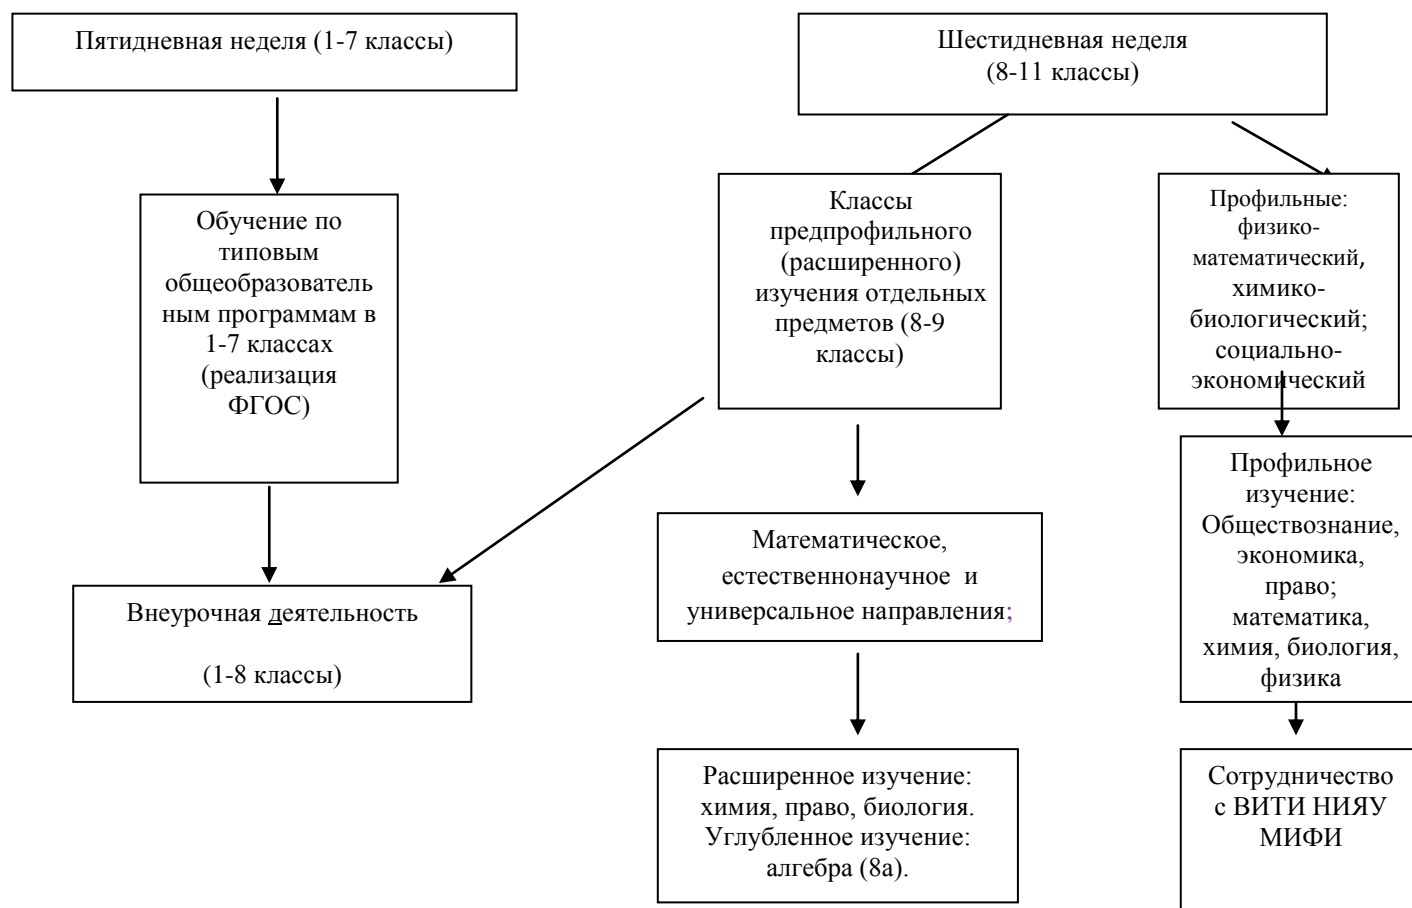 Пятидневная неделя (1-7 классы)
Шестидневная неделя
(8-11 классы)
Обучение по
типовым
общеобразователь
ным программам в
1-7 классах
(реализация
ФГОС)
Классы
предпрофильного
(расширенного)
изучения отдельных
предметов (8-9
классы)
Профильные:
физико-
математический,
химико-
биологический;
социально-
экономический
Профильное
изучение:
Обществознание,
экономика,
право;
математика,
химия, биология,
физика
Математическое,
естественнонаучное и
универсальное направления;
Внеурочная деятельность
(1-8 классы)
Расширенное изучение:
химия, право, биология.
Углубленное изучение:
алгебра (8а).
Сотрудничество
с ВИТИ НИЯУ
МИФИ